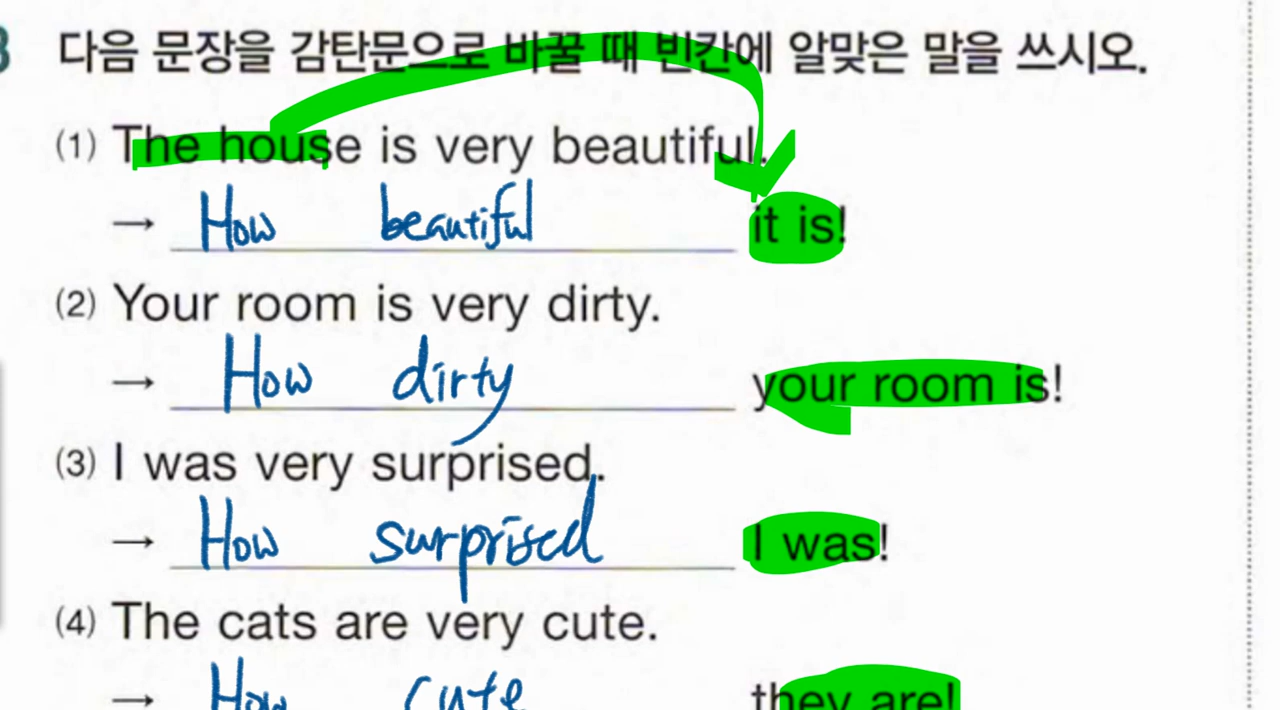 다음 문장을 감탄문으로 바꿀 때 빈칸에 알맞은 말을 쓰시오.
(1) The house is very beautiful.
→ How beautiful it is!
(2) Your room is very dirty.
→ How dirty your room is!
(3) I was very surprised.
→ How surprised I was!
(4) The cats are very cute.
→ How cute they are!